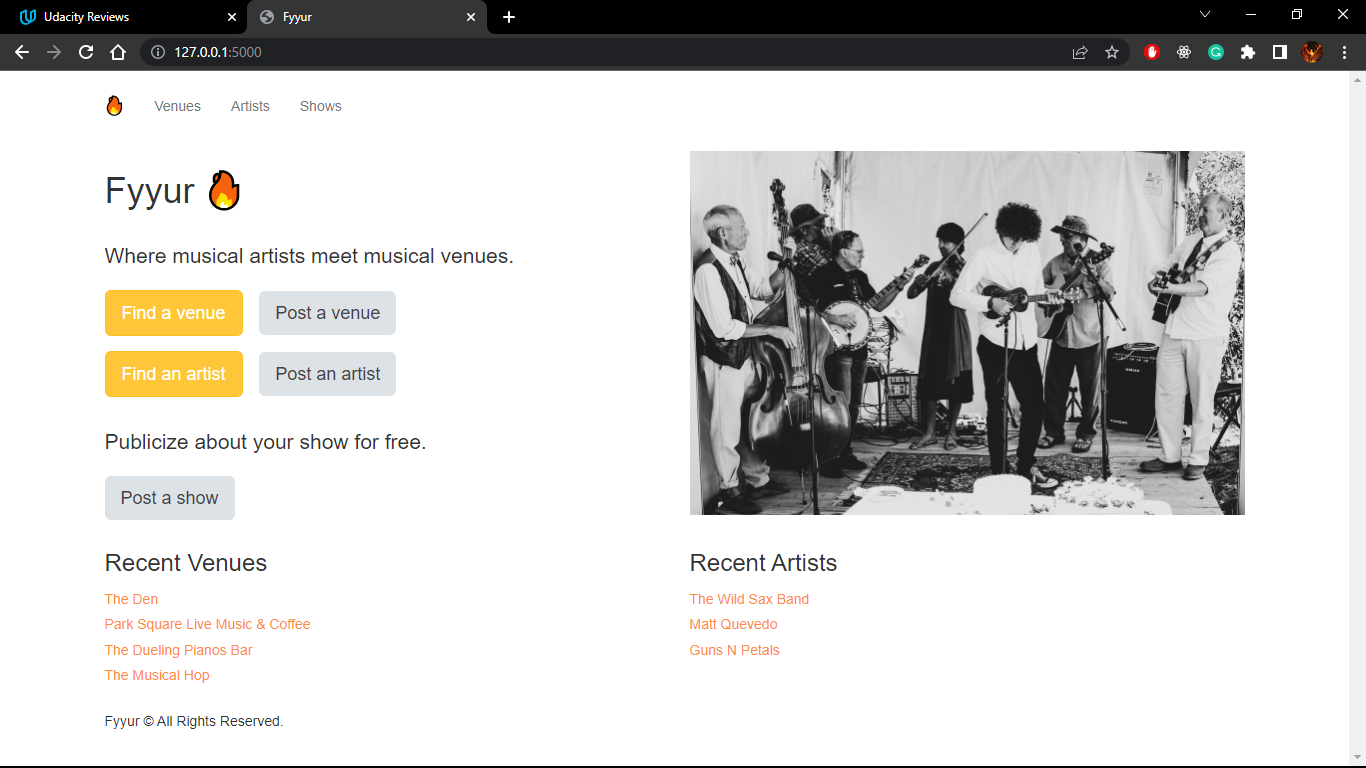 Udacity Reviews
Fyyur
127.0.0.1:5000
Venues Artists Shows
Fyyur
Where musical artists meet musical venues.
Find a venue Post a venue
Find an artist Post an artist
Publicize about your show for free.
Post a show
Recent Venues
The Den
Park Square Live Music & Coffee
The Dueling Pianos Bar
The Musical Hop
Recent Artists
The Wild Sax Band
Matt Quevedo
Guns N Petals
Fyyur © All Rights Reserved.